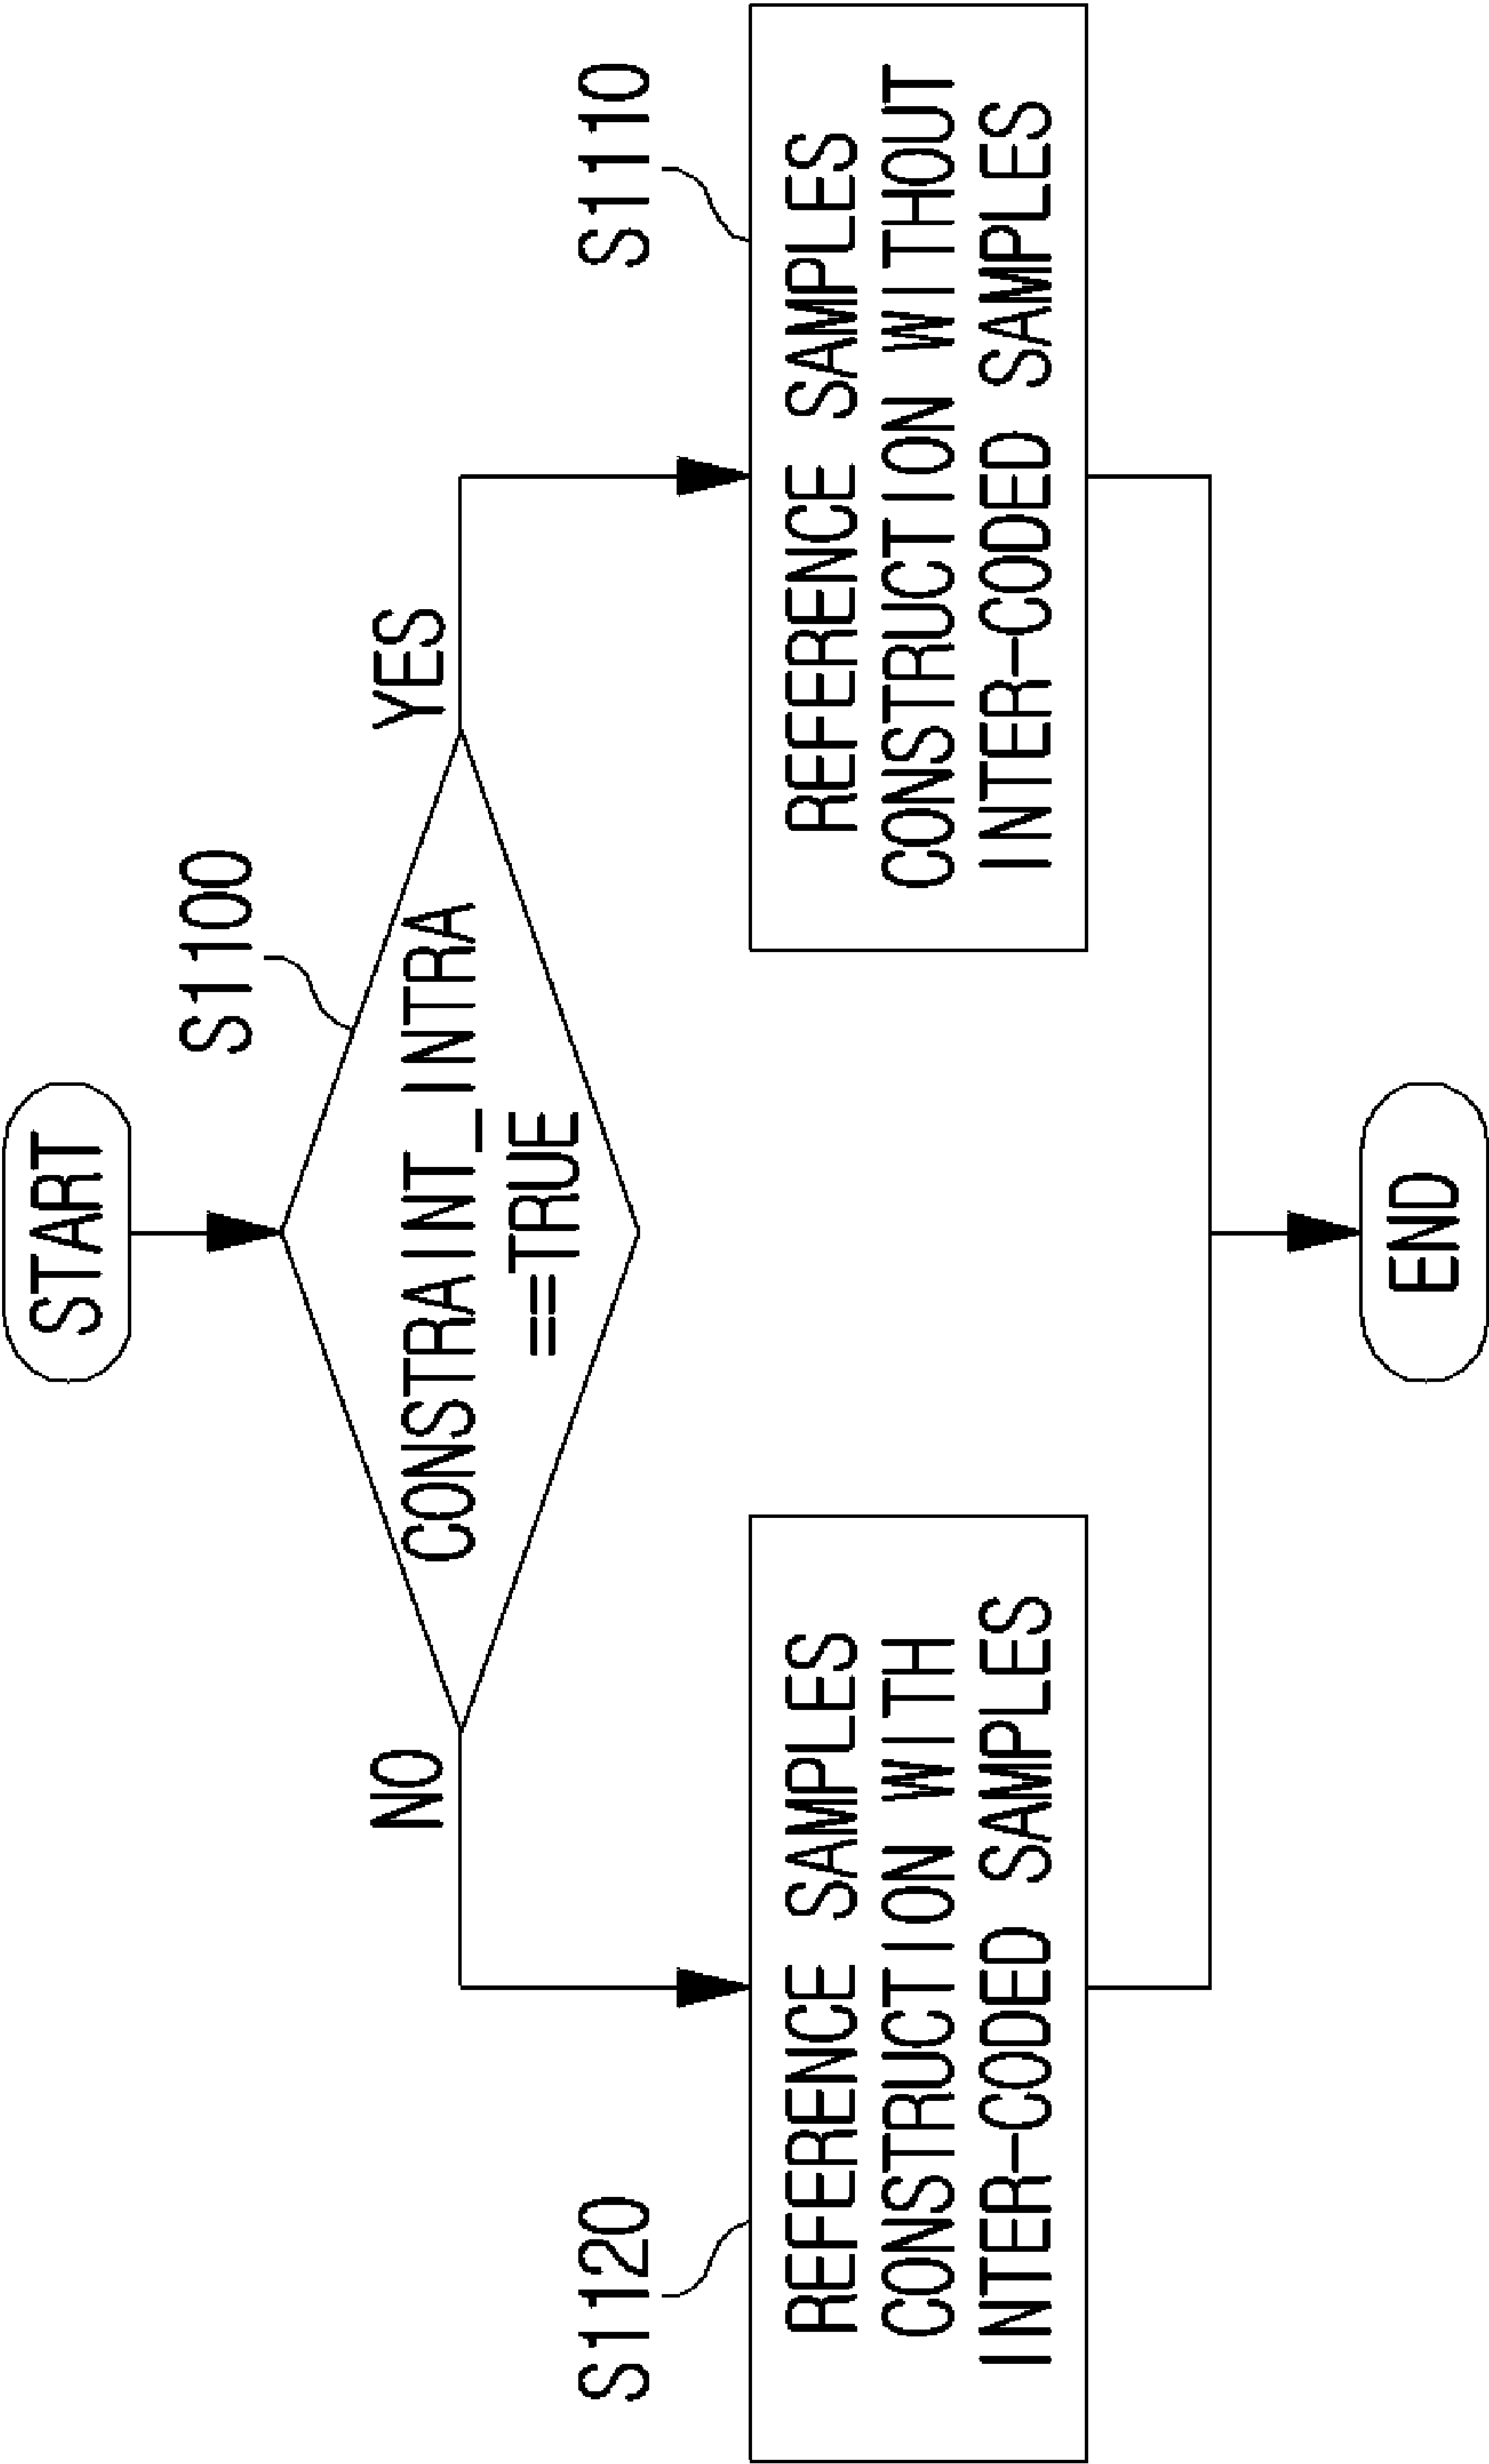 START
S1100
CONSTRAINT_INTRA
==TRUE
NO
YES
S1120
REFERENCE SAMPLES
CONSTRUCTION WITH
INTER-CODED SAMPLES
S1110
REFERENCE SAMPLES
CONSTRUCTION WITHOUT
INTER-CODED SAMPLES
END